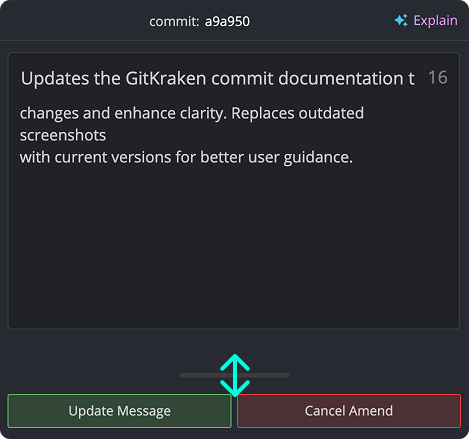 commit: a9a950
Explain
Updates the GitKraken commit documentation t
16
changes and enhance clarity. Replaces outdated
screenshots
with current versions for better user guidance.
Update Message
Cancel Amend